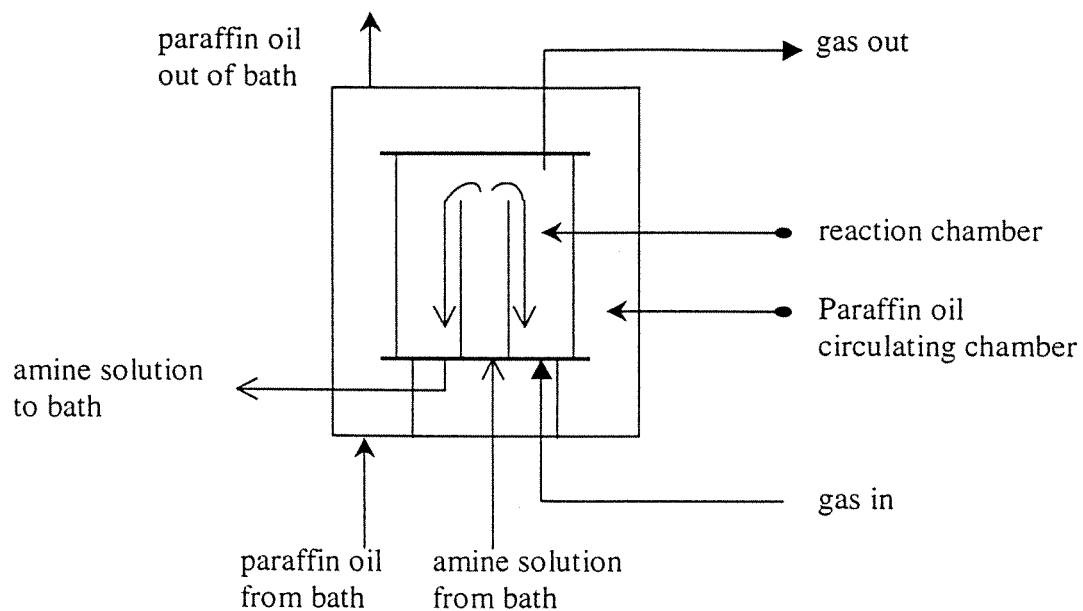 paraffin oil
out of bath
gas out
reaction chamber
Paraffin oil
circulating chamber
amine solution
to bath
gas in
paraffin oil
from bath
amine solution
from bath